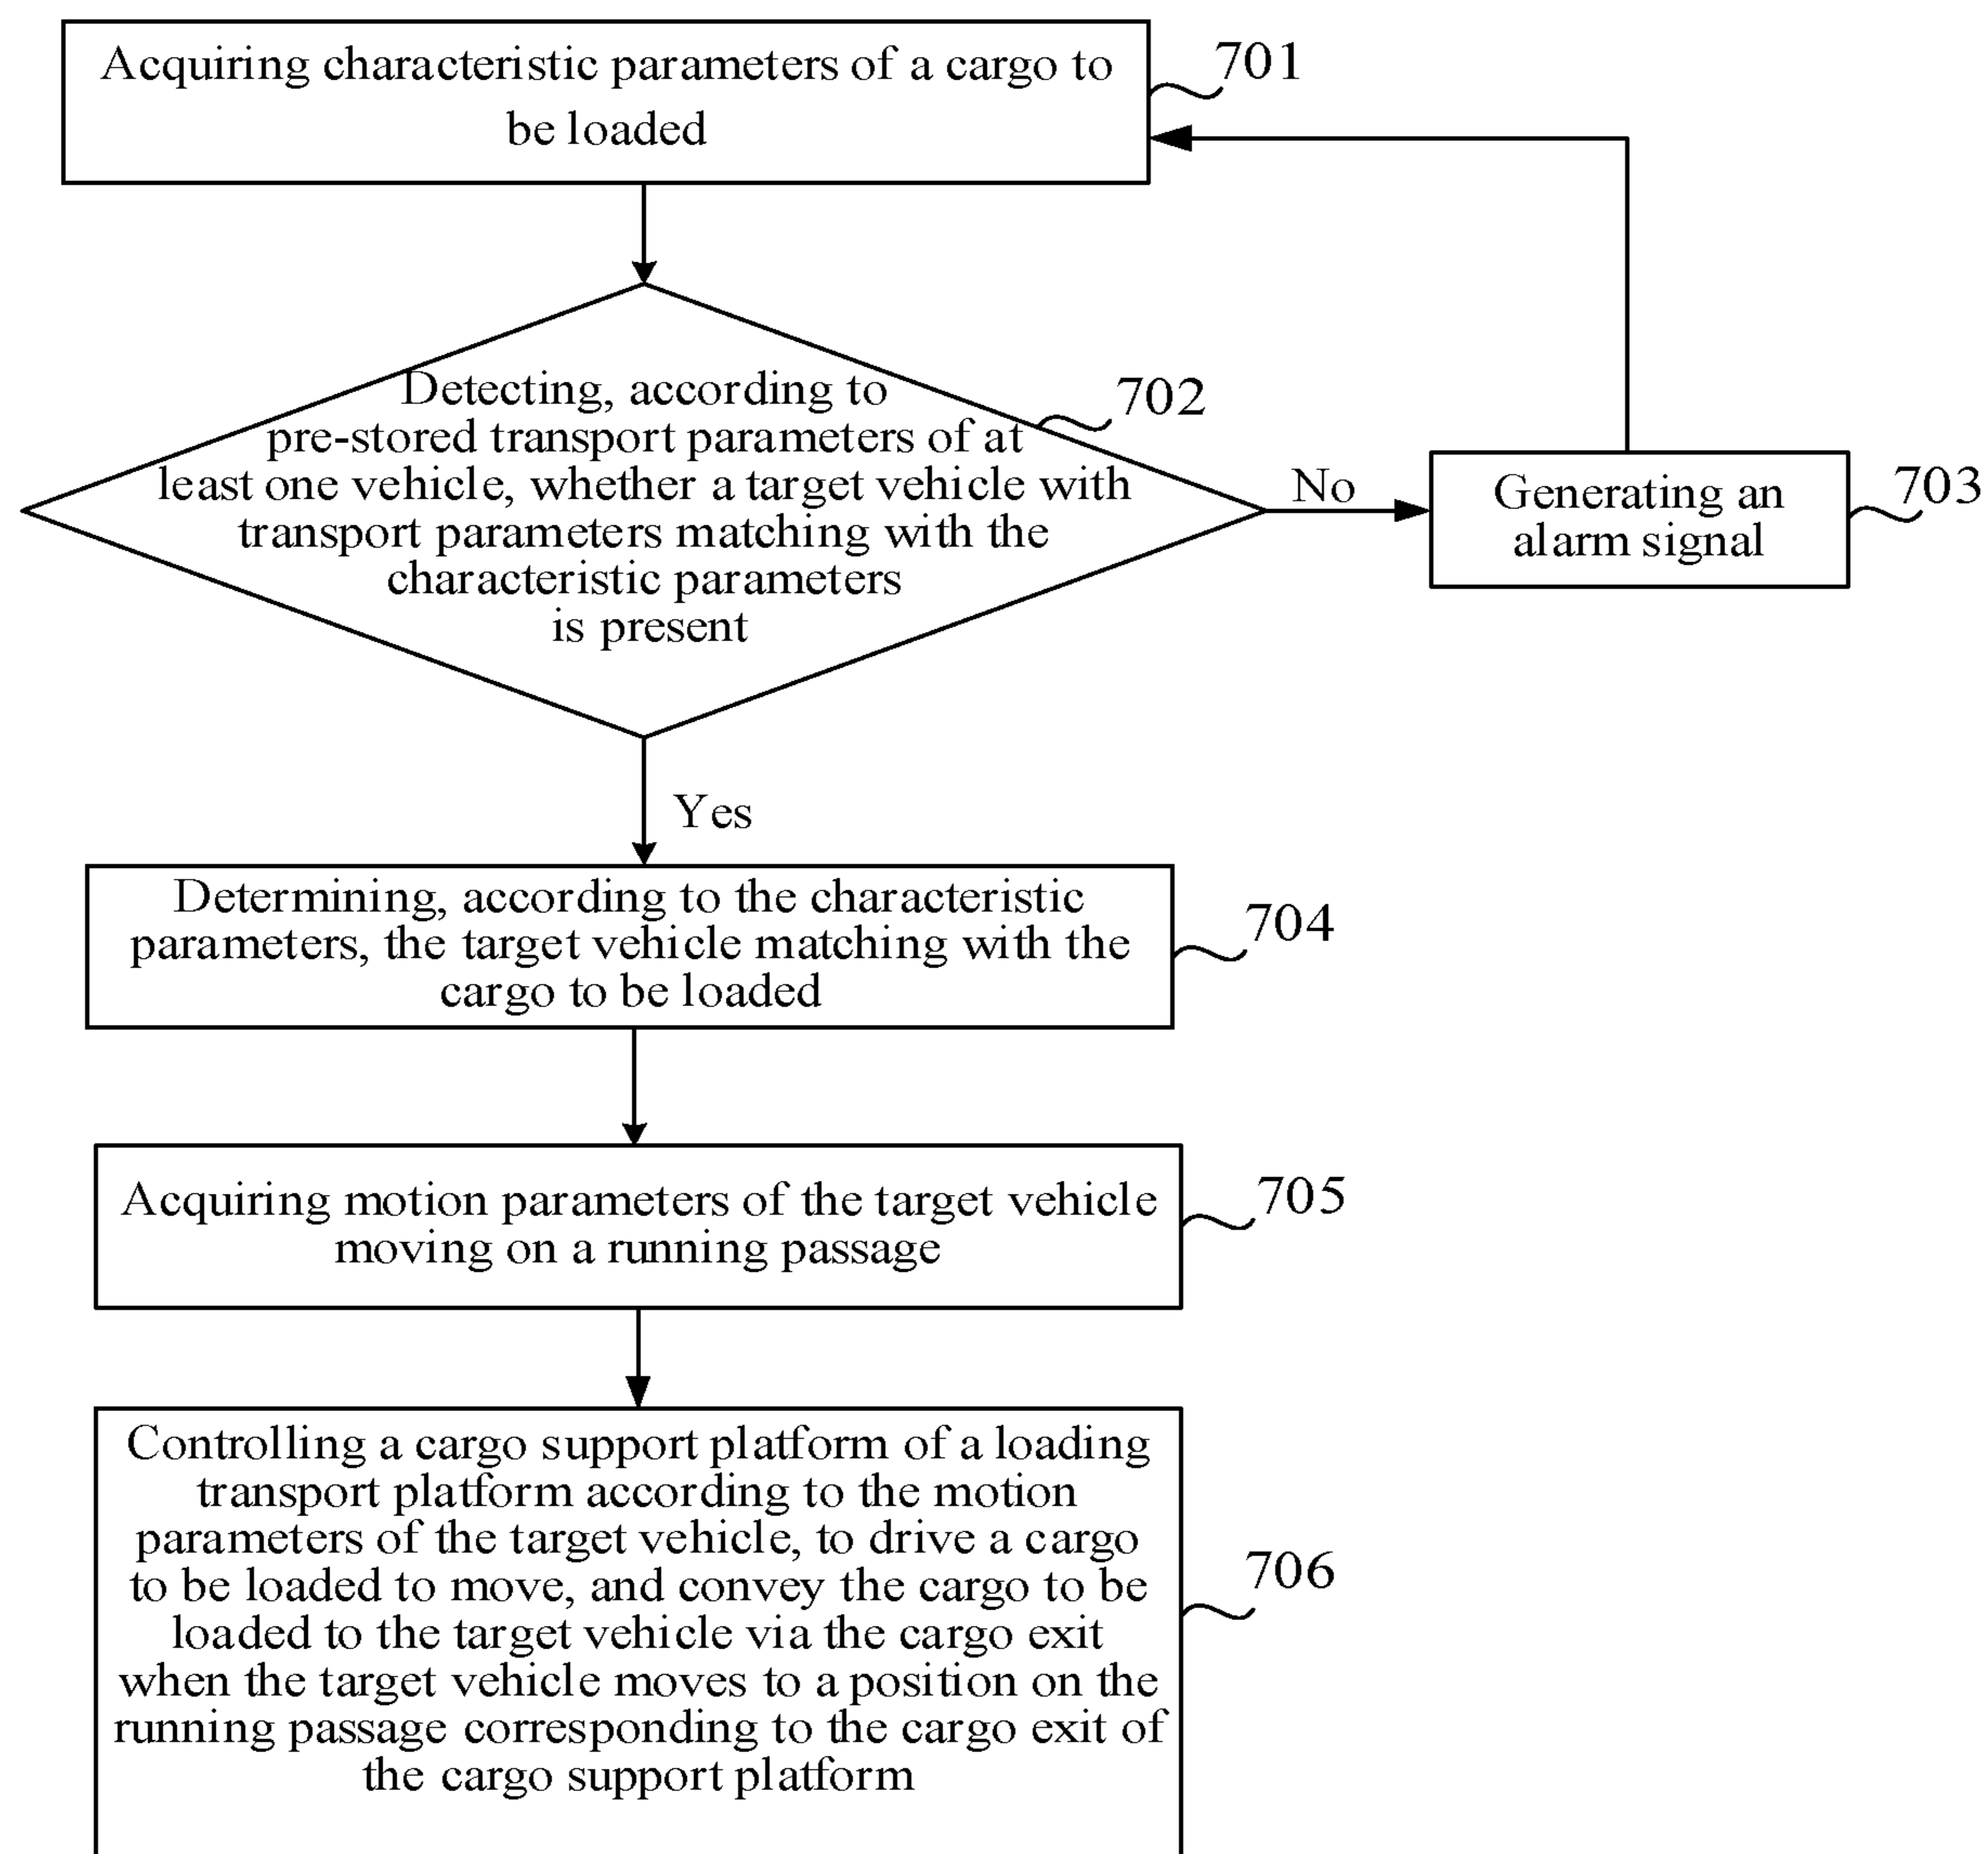 Acquiring characteristic parameters of a cargo to
be loaded
701
Detecting, according to
pre-stored transport parameters of at
least one vehicle, whether a target vehicle with
transport parameters matching with the
characteristic parameters
is present
702
No
Generating an
alarm signal
703
Yes
Determining, according to the characteristic
parameters, the target vehicle matching with the
cargo to be loaded
704
Acquiring motion parameters of the target vehicle
moving on a running passage
705
Controlling a cargo support platform of a loading
transport platform according to the motion
parameters of the target vehicle, to drive a cargo
to be loaded to move, and convey the cargo to be
loaded to the target vehicle via the cargo exit
when the target vehicle moves to a position on the
running passage corresponding to the cargo exit of
the cargo support platform
706